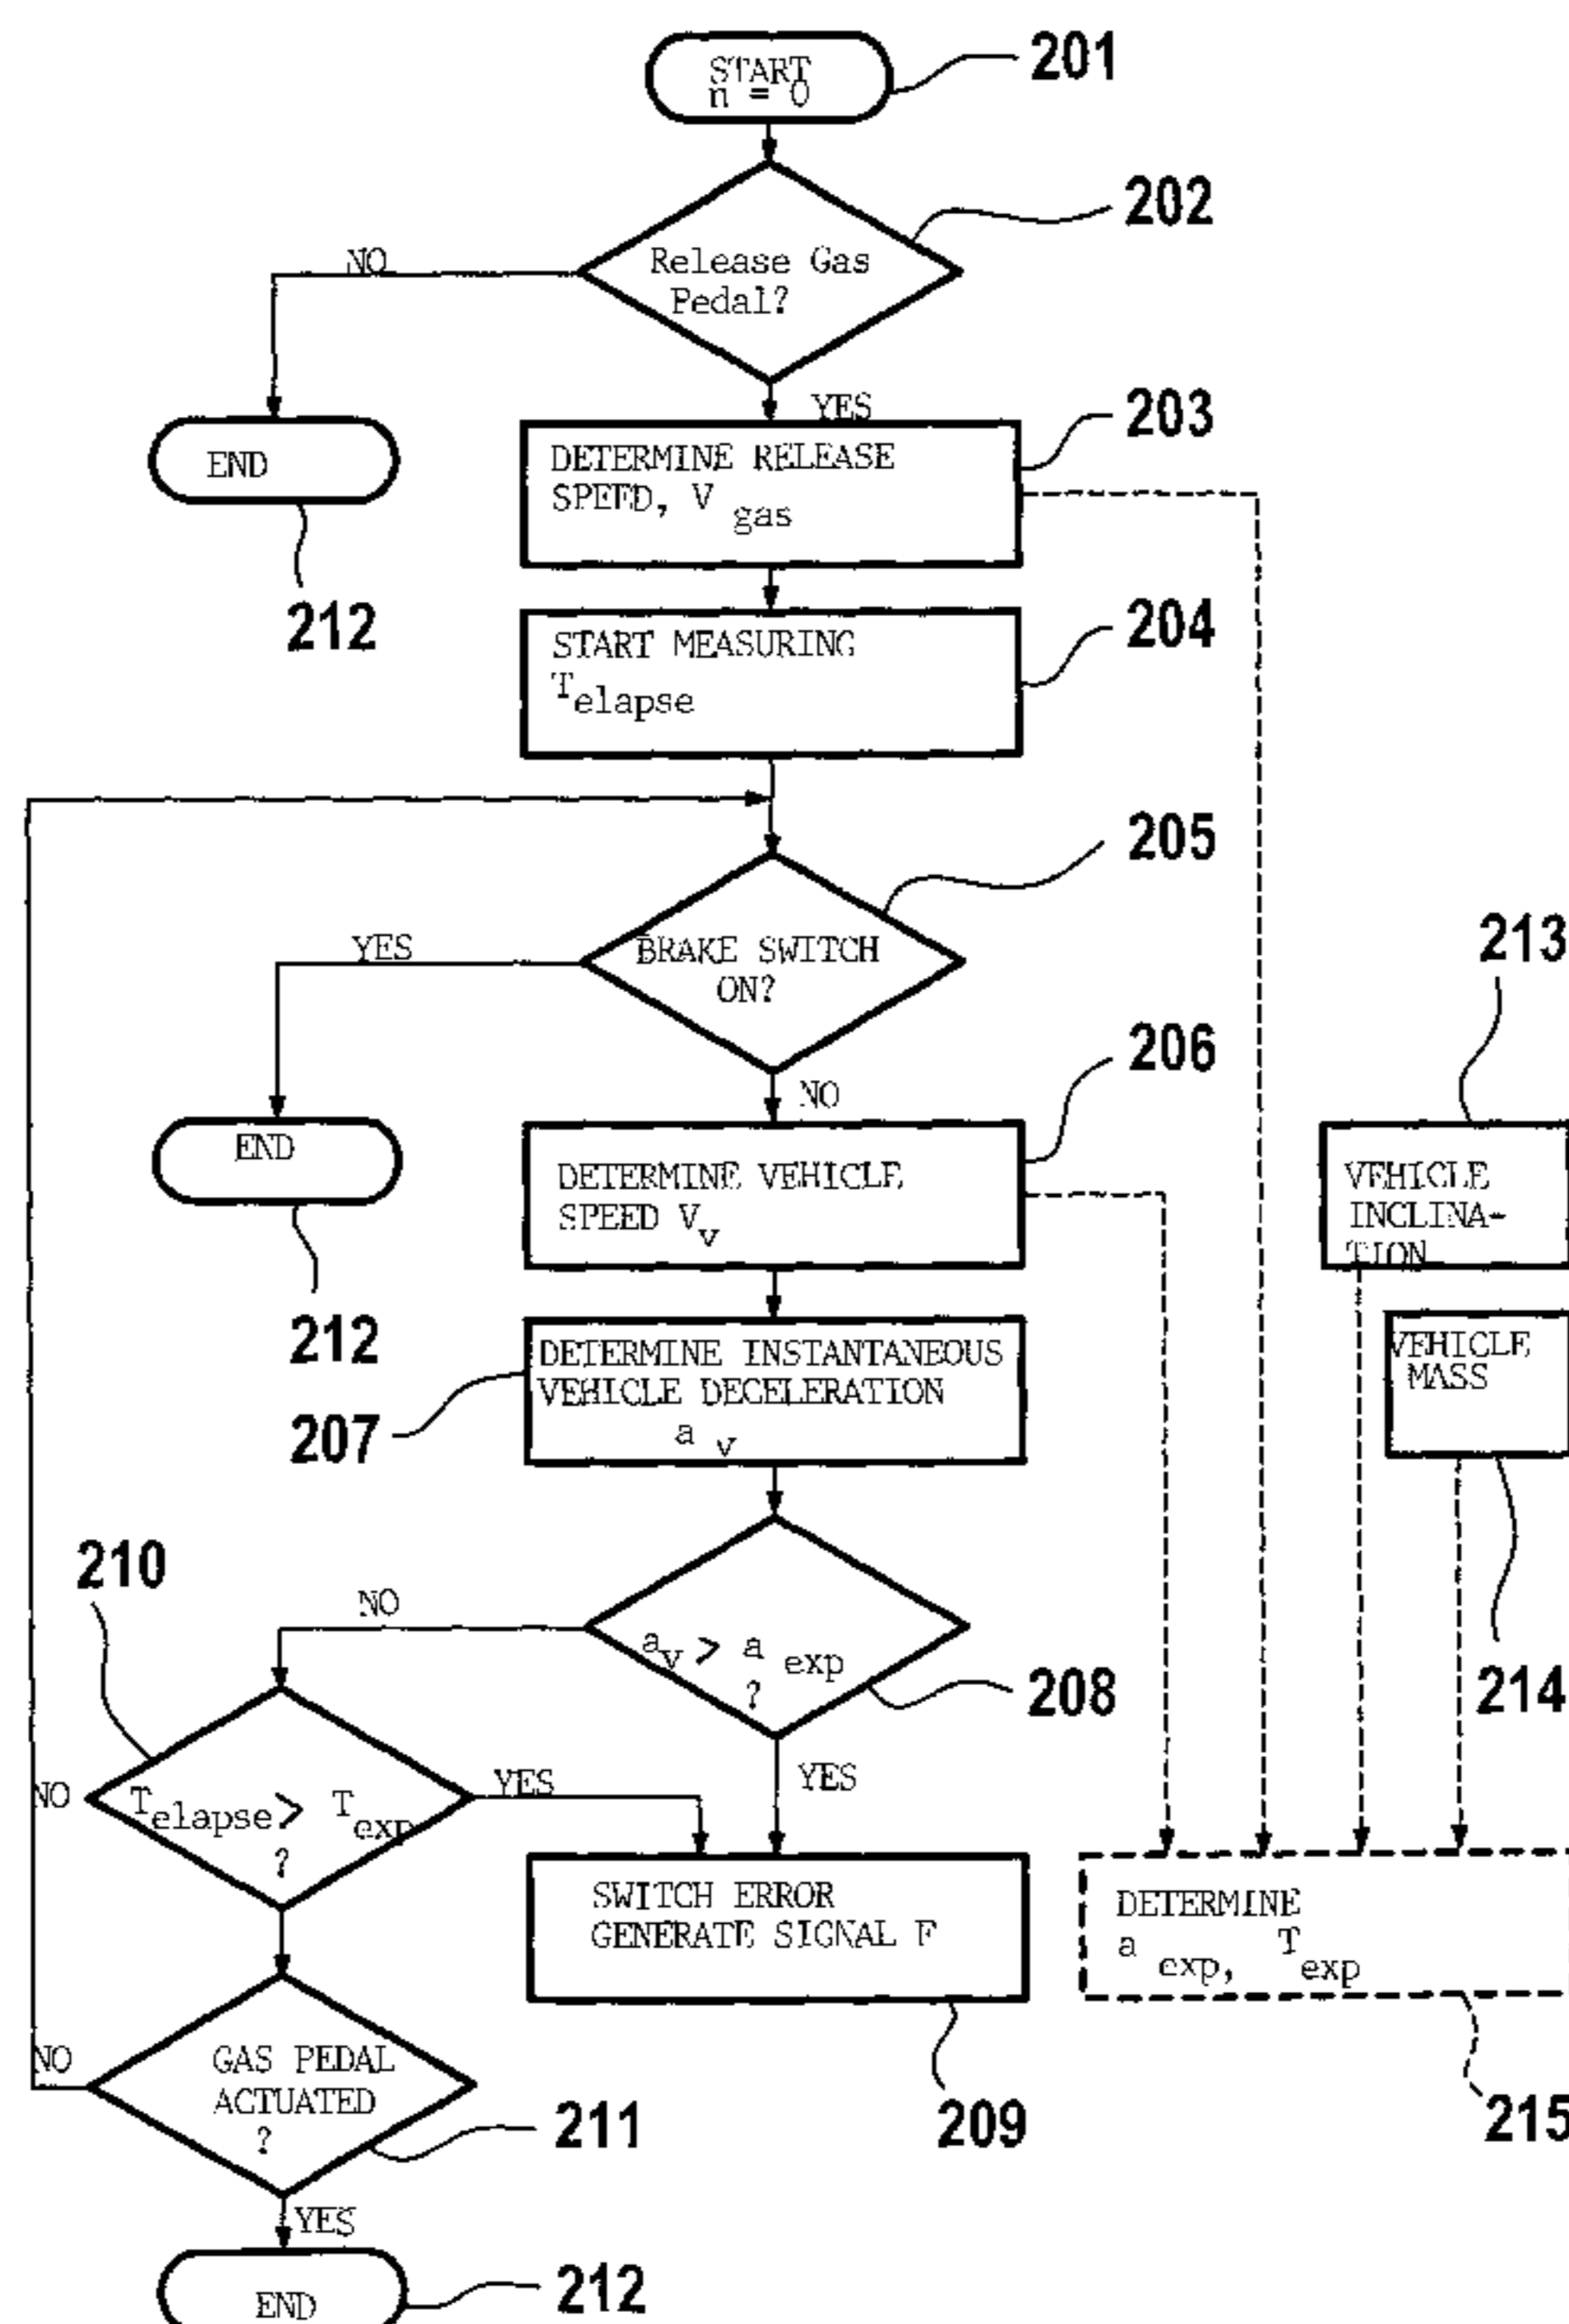 START
n = 0
201
202
Release Gas
Pedal?
NO
YES
END
212
203
DETERMINE RELEASE
SPEED, V gas
204
START MEASURING
T elapse
205
BRAKE SWITCH
ON?
YES
NO
END
212
206
DETERMINE VEHICLE
SPEED V v
213
VEHICLE
INCLINA-
TION
207
DETERMINE INSTANTANEOUS
VEHICLE DECELERATION
a v
VEHICLE
MASS
214
208
a v > a exp
?
NO
YES
210
T elapse > T exp
?
YES
NO
SWITCH ERROR
GENERATE SIGNAL F
209
DETERMINE
a exp, T exp
215
GAS PEDAL
ACTUATED
?
NO
211
YES
END
212